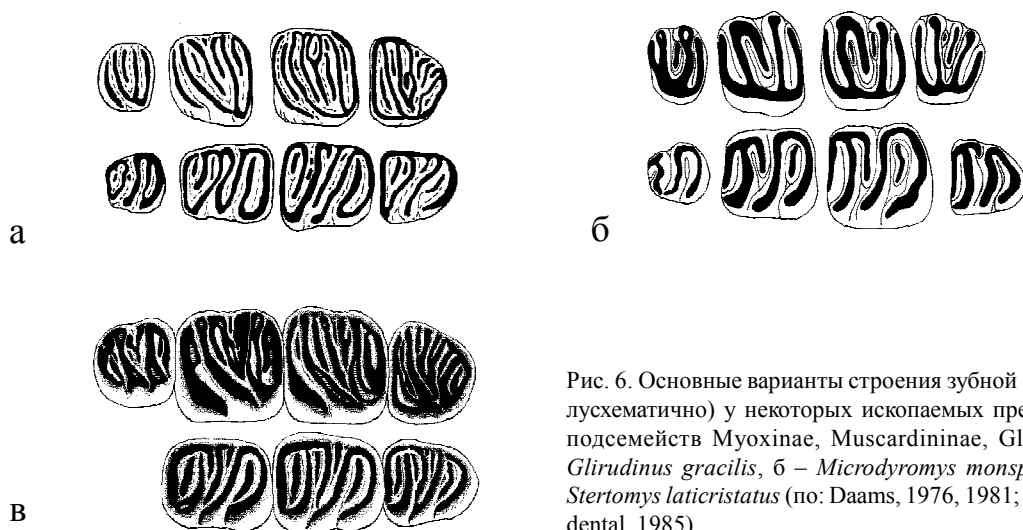 а
б
в
Рис. 6. Основные варианты строения зубной
лусхематично) у некоторых ископаемых пре
подсемейств Myoxinae, Muscardininae, Gl
Glirudinus gracilis, б – Microdyromys monsp
Stertomys laticristatus (по: Daams, 1976, 1981;
dental, 1985)